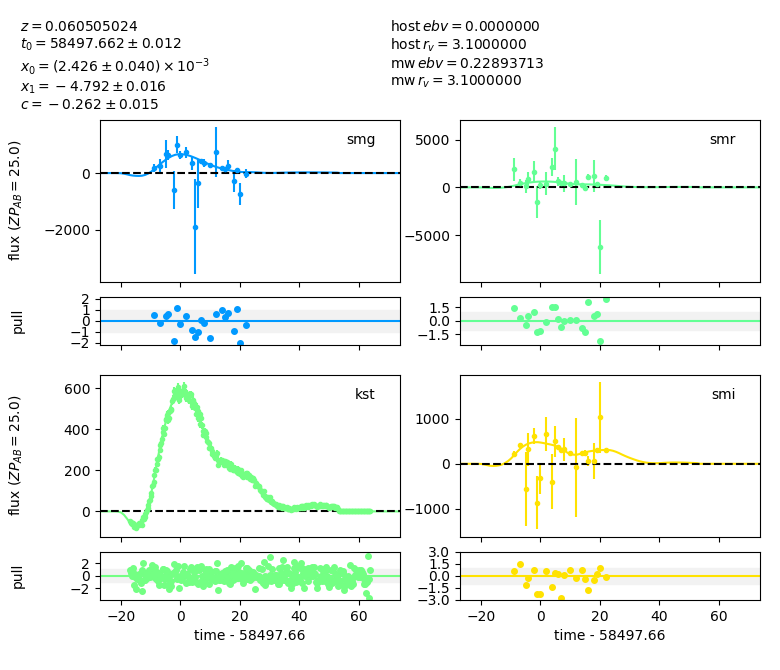 z = 0.060505024
t₀ = 58497.662 ± 0.012
x₀ = (2.426 ± 0.040) × 10⁻³
x₁ = −4.792 ± 0.016
c = −0.262 ± 0.015
host ebv = 0.0000000
host r_v = 3.1000000
mw ebv = 0.22893713
mw r_v = 3.1000000
smg
flux (ZP_AB = 25.0)
0
−2000
smr
5000
0
−5000
pull
2
1
0
−1
−2
1.5
0.0
−1.5
kst
flux (ZP_AB = 25.0)
600
400
200
0
smi
1000
0
−1000
pull
2
0
−2
3.0
1.5
0.0
−1.5
−3.0
−20 0 20 40 60
time - 58497.66
−20 0 20 40 60
time - 58497.66